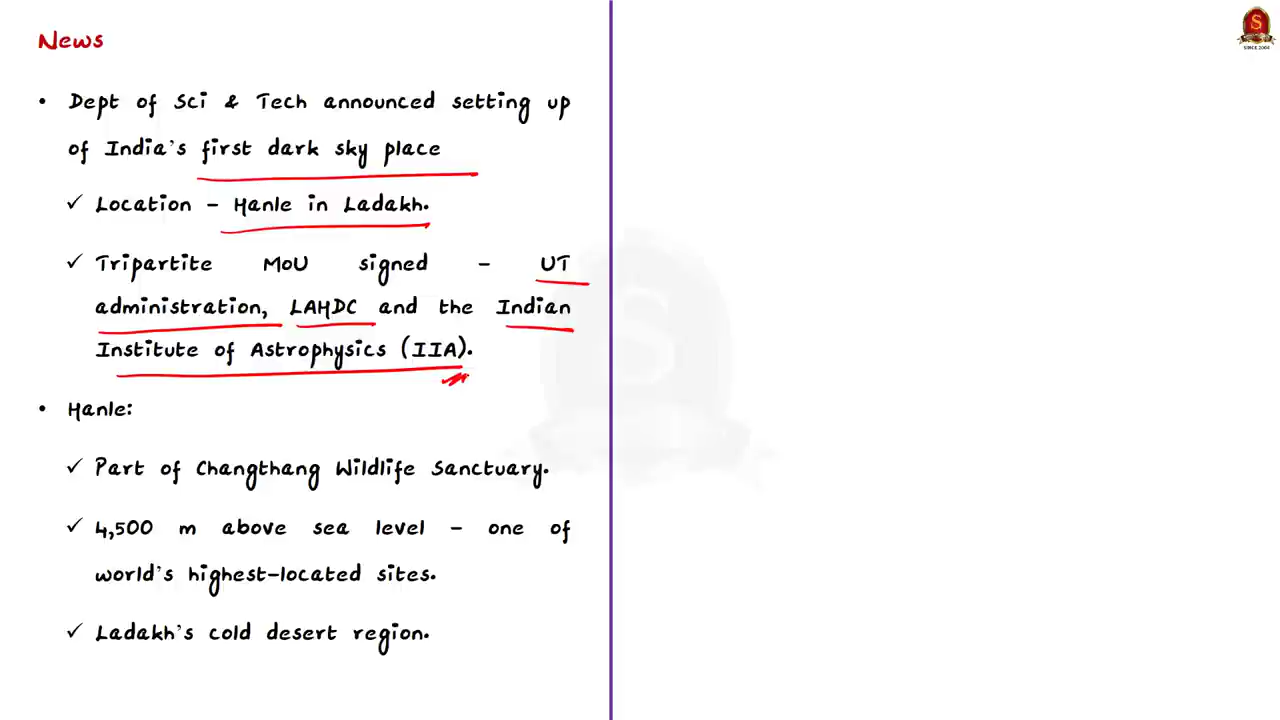 News
• Dept of Sci & Tech announced setting up
of India's first dark sky place
✓ Location - Hanle in Ladakh.
✓ Tripartite MoU signed - UT
administration, LAHDC and the Indian
Institute of Astrophysics (IIA).
• Hanle:
✓ Part of Changthang Wildlife Sanctuary.
✓ 4,500 m above sea level - one of
world's highest-located sites.
✓ Ladakh's cold desert region.
S
SINCE 2004
S